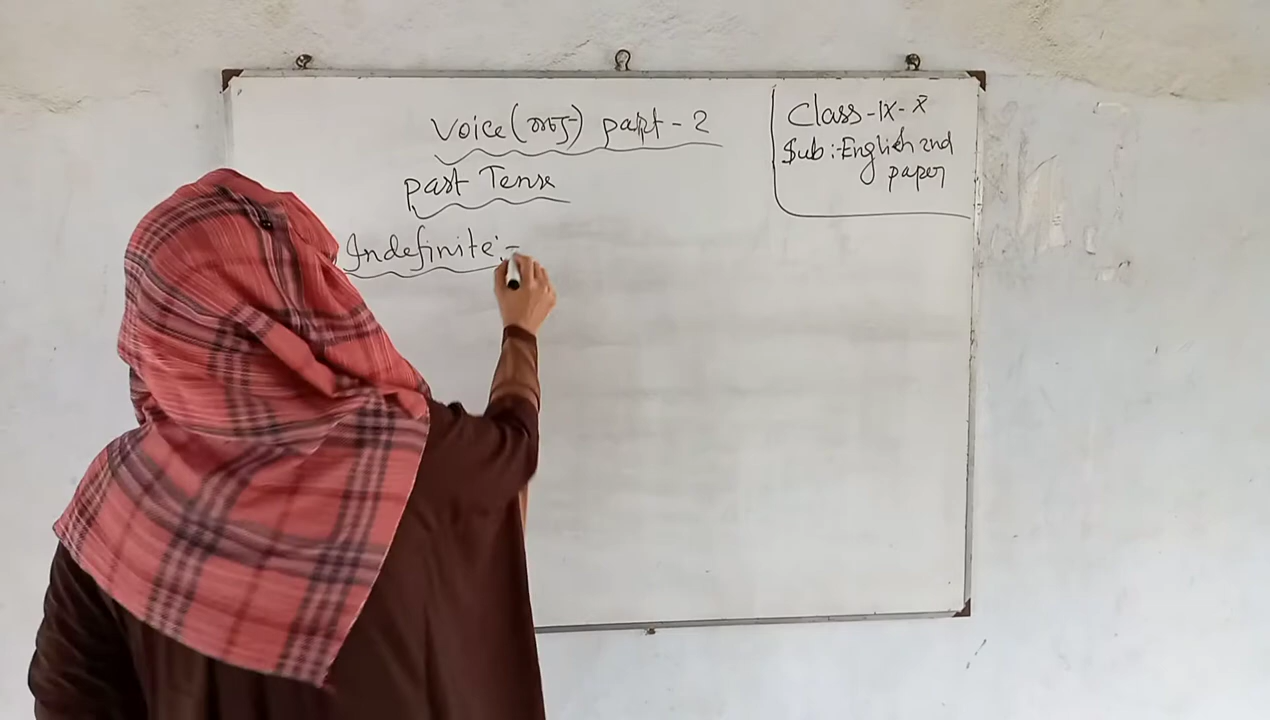 Voice (বাচ্য) part - 2
past Tense
Indefinite :-
Class - IX - X
Sub :- English 2nd
paper